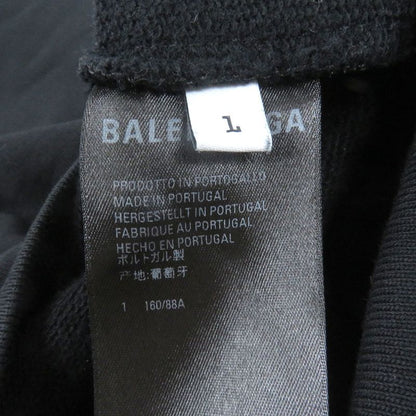 BALE GA
1
PRODOTTO IN PORTOGALLO
MADE IN PORTUGAL
HERGESTELLT IN PORTUGAL
FABRIQUE AU PORTUGAL
HECHO EN PORTUGAL
ポルトガル製
产地:葡萄牙
1 160/88A